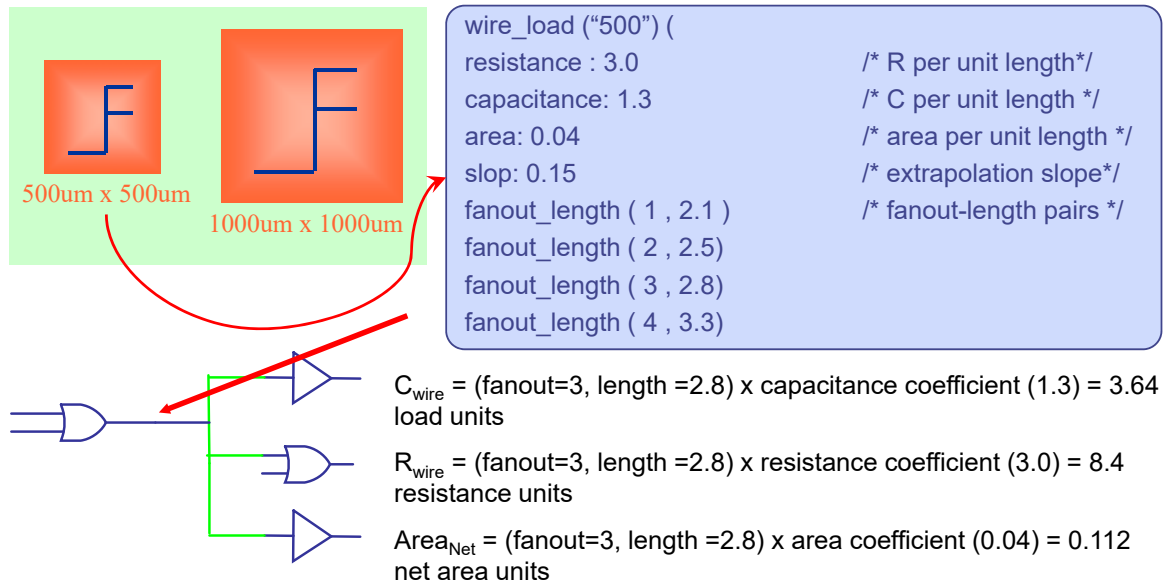 500um x 500um
1000um x 1000um
wire_load (“500”) (
resistance : 3.0 /* R per unit length*/
capacitance: 1.3 /* C per unit length */
area: 0.04 /* area per unit length */
slop: 0.15 /* extrapolation slope*/
fanout_length ( 1 , 2.1 ) /* fanout-length pairs */
fanout_length ( 2 , 2.5)
fanout_length ( 3 , 2.8)
fanout_length ( 4 , 3.3)
Cwire = (fanout=3, length =2.8) x capacitance coefficient (1.3) = 3.64
load units
Rwire = (fanout=3, length =2.8) x resistance coefficient (3.0) = 8.4
resistance units
AreaNet = (fanout=3, length =2.8) x area coefficient (0.04) = 0.112
net area units